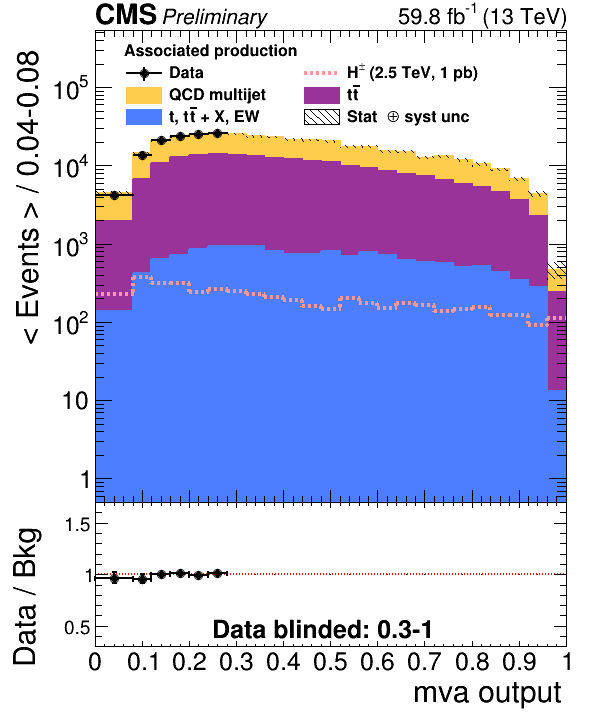 CMS Preliminary 59.8 fb⁻¹ (13 TeV)
Associated production
Data
H± (2.5 TeV, 1 pb)
QCD multijet
tt̅
t, tt̅ + X, EW
Stat ⊕ syst unc
< Events > / 0.04-0.08
10⁵
10⁴
10³
10²
10
1
Data / Bkg
1.5
1
0.5
Data blinded: 0.3-1
0 0.1 0.2 0.3 0.4 0.5 0.6 0.7 0.8 0.9 1
mva output